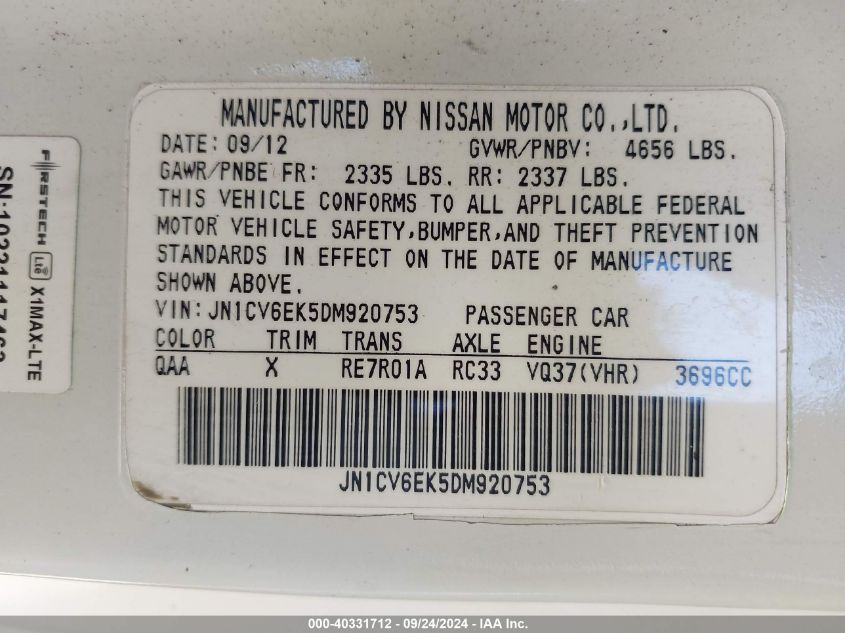 MANUFACTURED BY NISSAN MOTOR CO.,LTD.
DATE: 09/12 GVWR/PNBV: 4656 LBS.
GAWR/PNBE FR: 2335 LBS. RR: 2337 LBS.
THIS VEHICLE CONFORMS TO ALL APPLICABLE FEDERAL
MOTOR VEHICLE SAFETY,BUMPER,AND THEFT PREVENTION
STANDARDS IN EFFECT ON THE DATE OF MANUFACTURE
SHOWN ABOVE.
VIN: JN1CV6EK5DM920753 PASSENGER CAR
COLOR TRIM TRANS AXLE ENGINE
QAA X RE7R01A RC33 VQ37(VHR) 3696CC
JN1CV6EK5DM920753
FIRSTECH LTE X1MAX-LTE
000-40331712 - 09/24/2024 - IAA Inc.